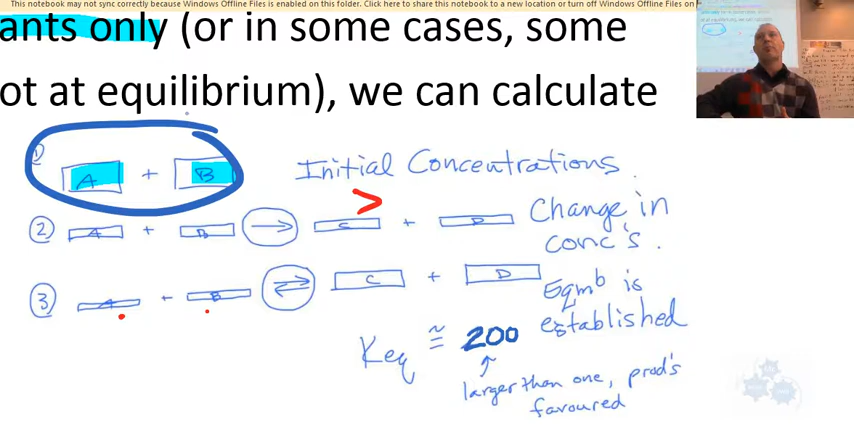 This notebook may not sync correctly because Windows Offline Files is enabled on this folder. Click here to share this notebook to a new location or turn off Windows Offline Files on
ants only (or in some cases, some
ot at equilibrium), we can calculate
① A + B Initial Concentrations.
② A + B → C + D Change in
conc's.
>
③ A + B ⇌ C + D Eqmb is
established
Keq ≅ 200
↑
larger than one, prod's
favoured